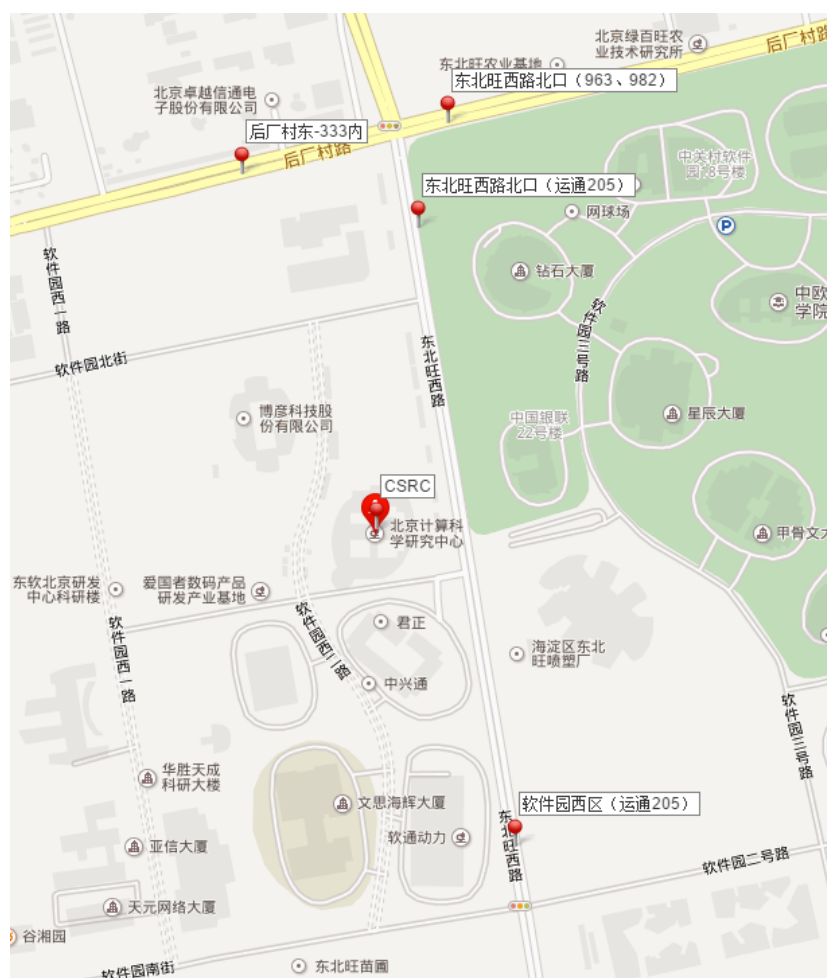 北京绿百旺农
业技术研究所
后厂村路
东北旺农业基地
东北旺西路北口（963、982）
北京卓越信通电
子股份有限公司
后厂村东-333内
后厂村路
中关村软件
园18号楼
东北旺西路北口（运通205）
网球场
P
软件园西一路
钻石大厦
中欧
学院
软件园三号路
东北旺西路
软件园北街
博彦科技股
份有限公司
中国银联
22号楼
星辰大厦
CSRC
北京计算科
学研究中心
甲骨文大
东软北京研发
中心科研楼
爱国者数码产品
研发产业基地
软件园西一路
软件园西二路
君正
海淀区东北
旺喷塑厂
中兴通
软件园三号路
华胜天成
科研大楼
文思海辉大厦
软件园西区（运通205）
东北旺西路
软通动力
亚信大厦
软件园二号路
天元网络大厦
谷湘园
软件园南街
东北旺苗圃